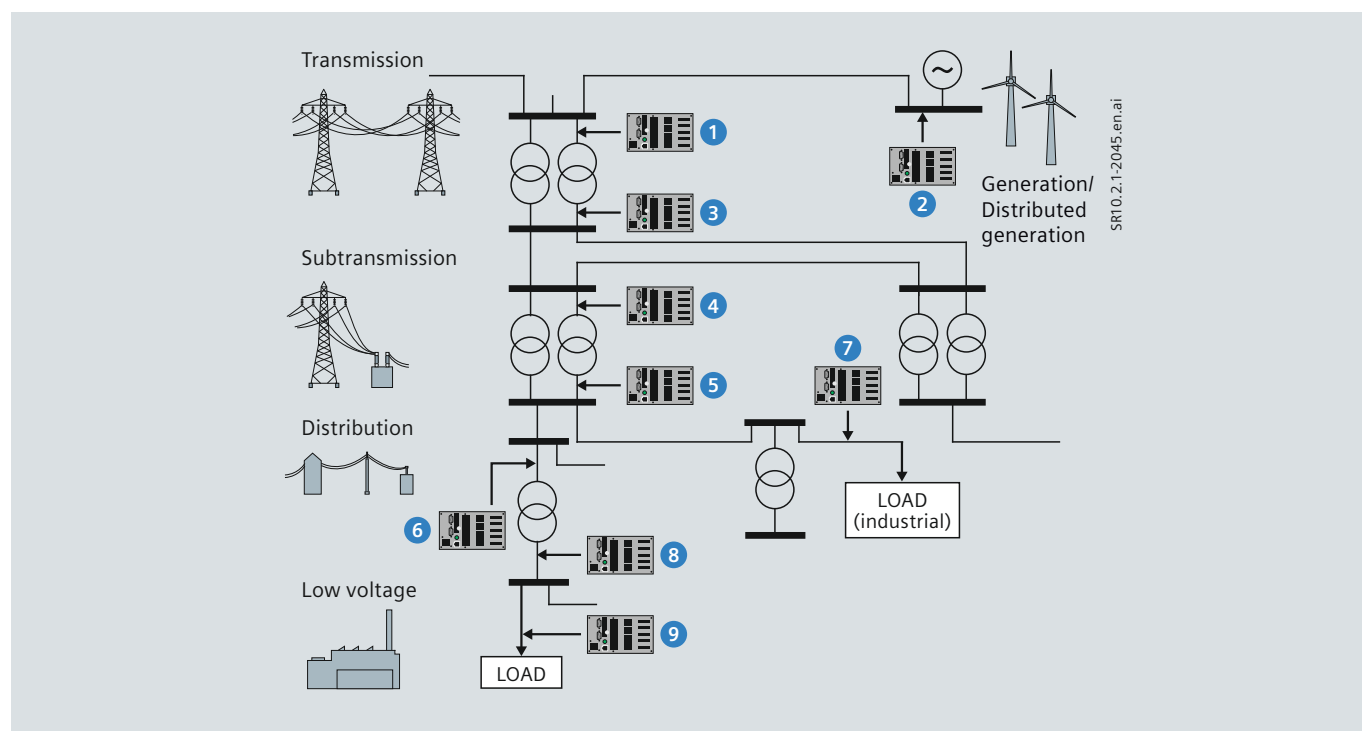 Transmission
~
1
Generation/
Distributed
generation
SR10.2.1-2045.en.ai
2
3
Subtransmission
4
7
5
Distribution
LOAD
(industrial)
6
8
Low voltage
9
LOAD